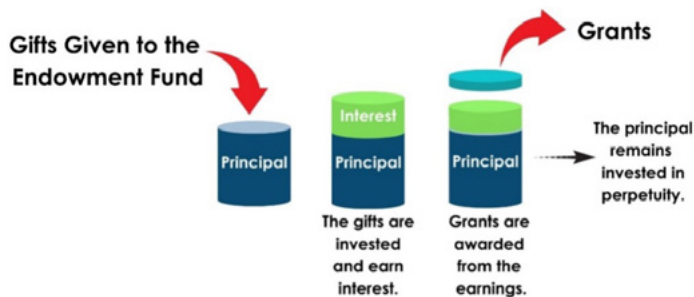 Gifts Given to the
Endowment Fund
Grants
Principal
Interest
Principal
Principal
The gifts are
invested
and earn
interest.
Grants are
awarded
from the
earnings.
The principal
remains
invested in
perpetuity.